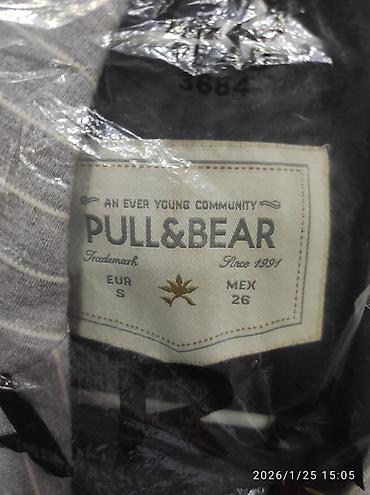 3684
AN EVER YOUNG COMMUNITY
PULL&BEAR
Trademark Since 1991
EUR MEX
S 26
2026/1/25 15:05